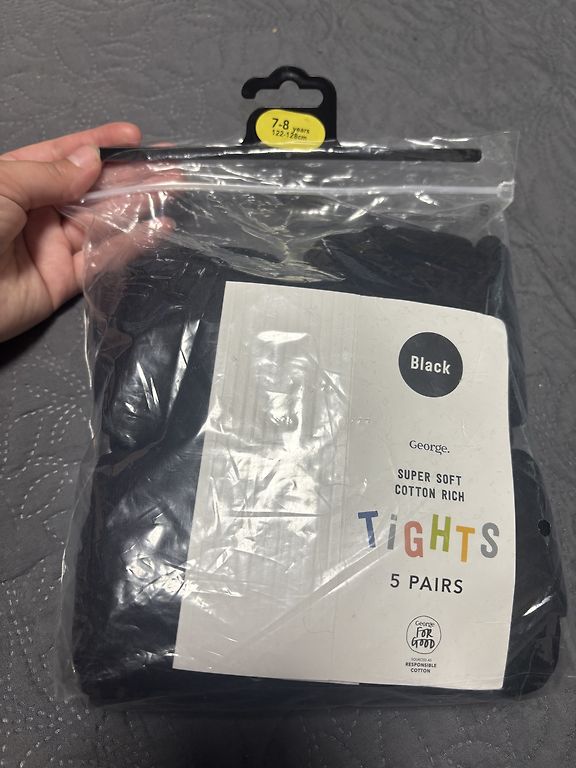 7-8 years
122-128cm
Black
George.
SUPER SOFT
COTTON RICH
TiGHTS
5 PAIRS
George
FOR
GOOD
SOURCED AS
RESPONSIBLE
COTTON